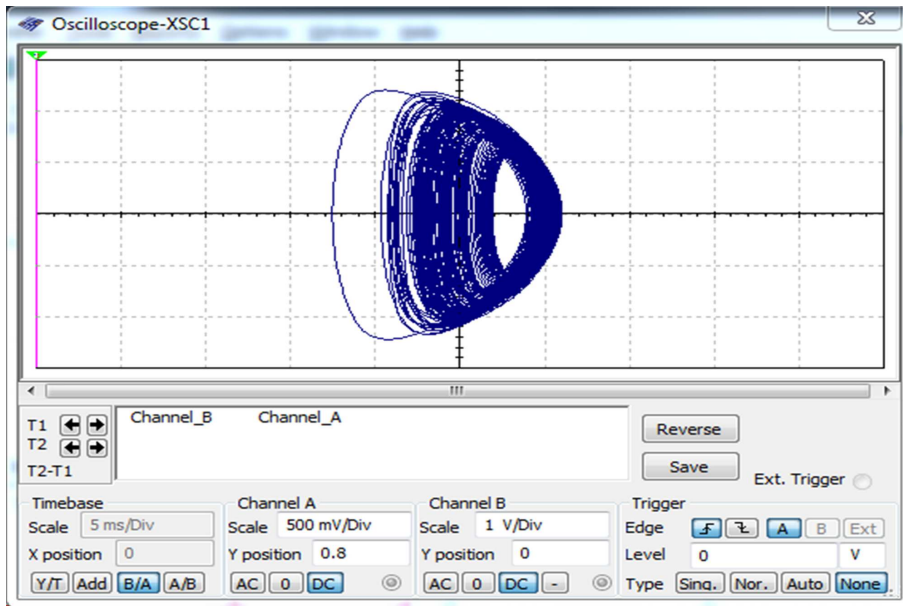 Oscilloscope-XSC1
T1
T2
T2-T1
Channel_B Channel_A
Reverse
Save
Ext. Trigger
Timebase
Scale 5 ms/Div
X position 0
Y/T Add B/A A/B
Channel A
Scale 500 mV/Div
Y position 0.8
AC 0 DC
Channel B
Scale 1 V/Div
Y position 0
AC 0 DC -
Trigger
Edge A B Ext
Level 0 V
Type Sing. Nor. Auto None